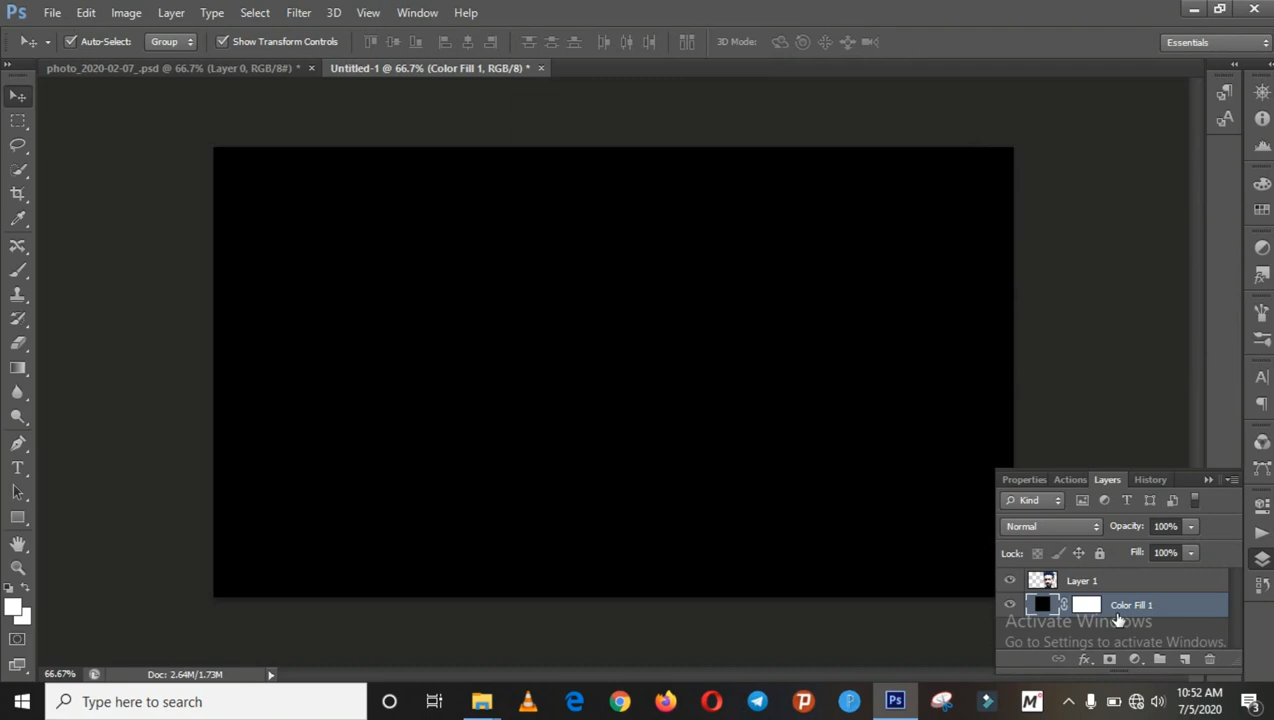 Ps File Edit Image Layer Type Select Filter 3D View Window Help
Auto-Select: Group Show Transform Controls 3D Mode: Essentials
photo_2020-02-07_.psd @ 66.7% (Layer 0, RGB/8#) * Untitled-1 @ 66.7% (Color Fill 1, RGB/8) *
Properties Actions Layers History
Kind
Normal Opacity: 100%
Lock: Fill: 100%
Layer 1
Color Fill 1
Activate Windows
Go to Settings to activate Windows.
66.67% Doc: 2.64M/1.73M
Type here to search
10:52 AM
7/5/2020
3